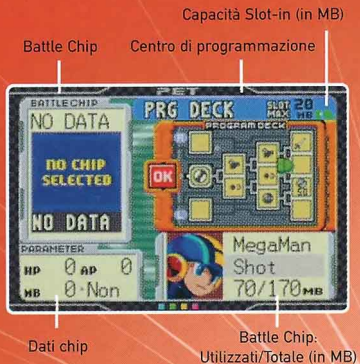 Capacità Slot-in (in MB)
Battle Chip
Centro di programmazione
PET
BATTLECHIP
PRG DECK
SLOT MAX 20 MB
NO DATA
PROGRAM DECK
NO CHIP
SELECTED
OK
NO DATA
PARAMETER
HP 0 AP 0
MB 0·Non
MegaMan
Shot
70/170MB
Dati chip
Battle Chip:
Utilizzati/Totale (in MB)